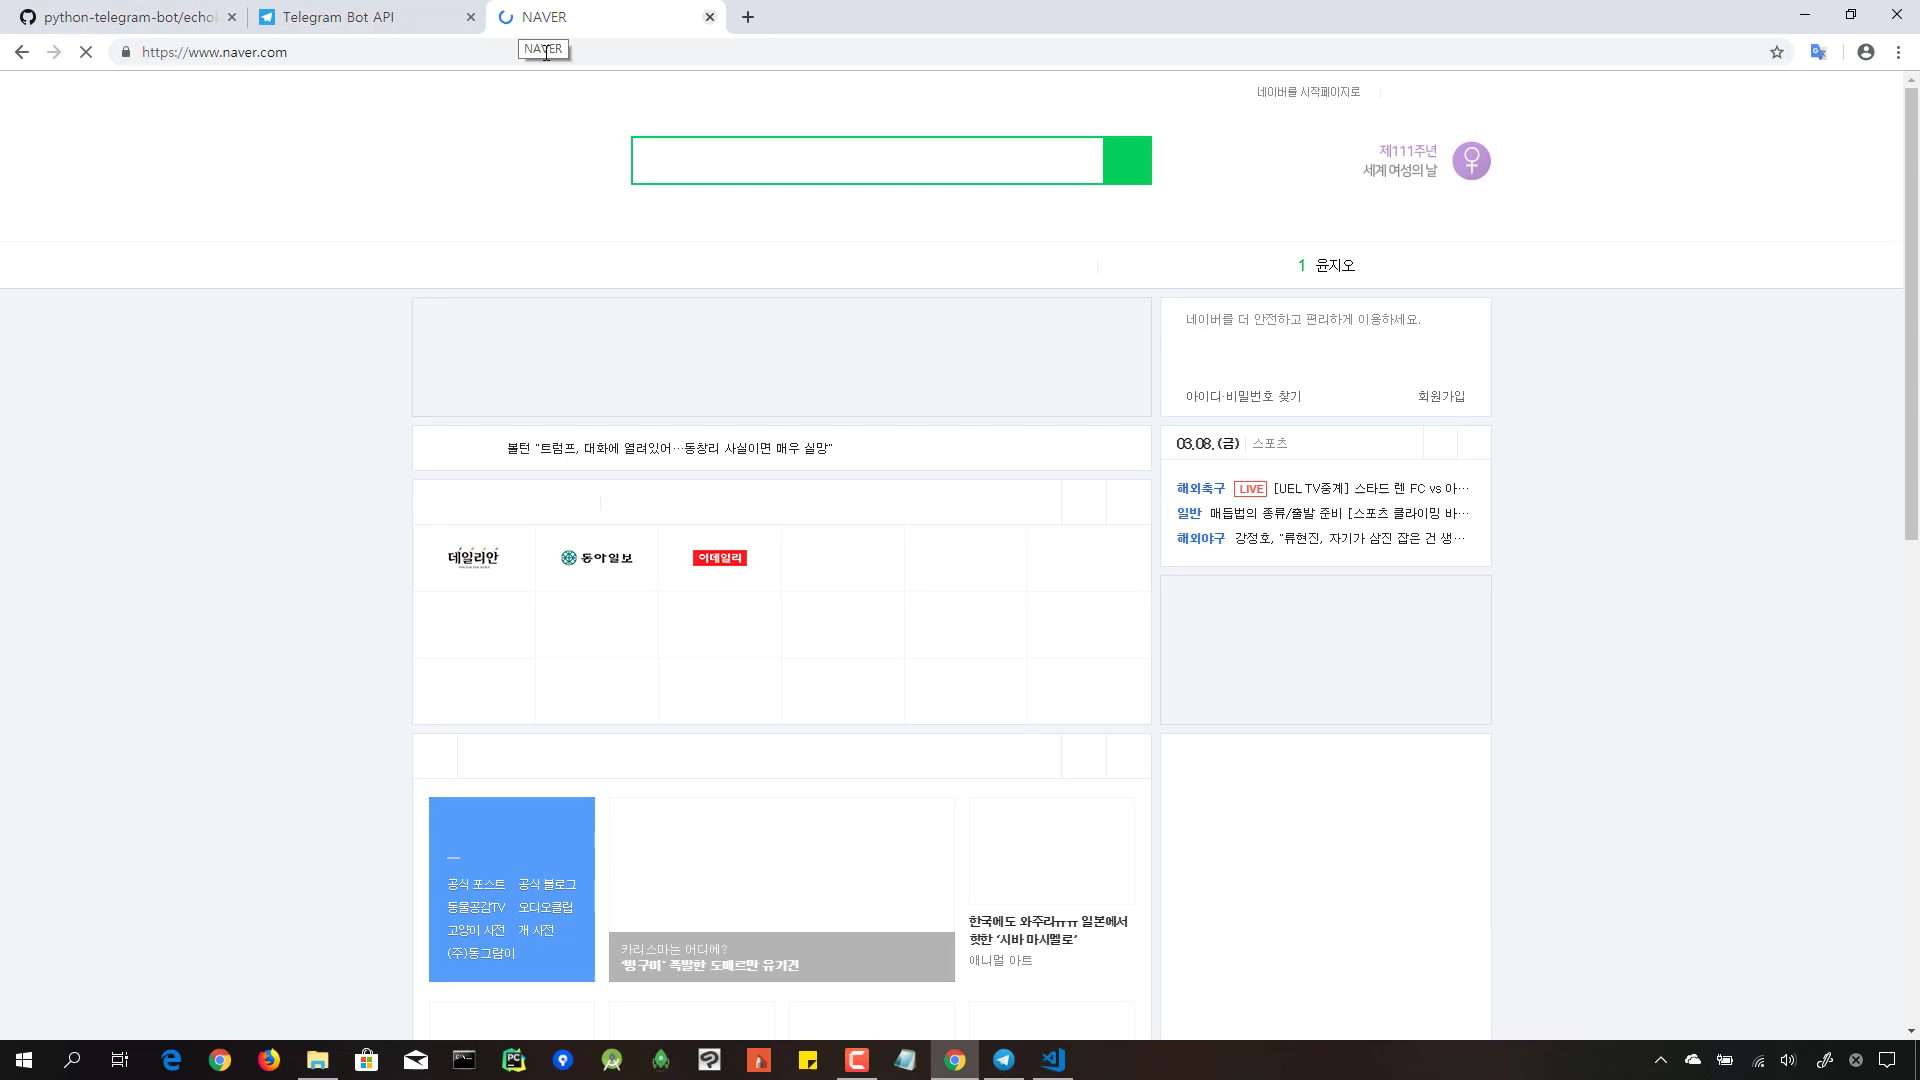 python-telegram-bot/echol
Telegram Bot API
NAVER
https://www.naver.com
NAVER
네이버를 시작페이지로
제111주년
세계 여성의 날
1 윤지오
네이버를 더 안전하고 편리하게 이용하세요.
아이디·비밀번호 찾기
회원가입
볼턴 "트럼프, 대화에 열려있어…동창리 사실이면 매우 실망"
03.08.(금) 스포츠
해외축구 LIVE [UEL TV중계] 스타드 렌 FC vs 아…
일반 매듭법의 종류/출발 준비 [스포츠 클라이밍 바…
해외야구 강정호, "류현진, 자기가 삼진 잡은 건 생…
데일리안
동아일보
이데일리
공식 포스트 공식 블로그
동물공감TV 오디오클립
고양이 사전 개 사전
(주)동그람이
카리스마는 어디에?
'빙구미' 폭발한 도베르만 유기견
한국에도 와주라ㅠㅠ 일본에서
핫한 '시바 마시멜로'
애니멀 아트